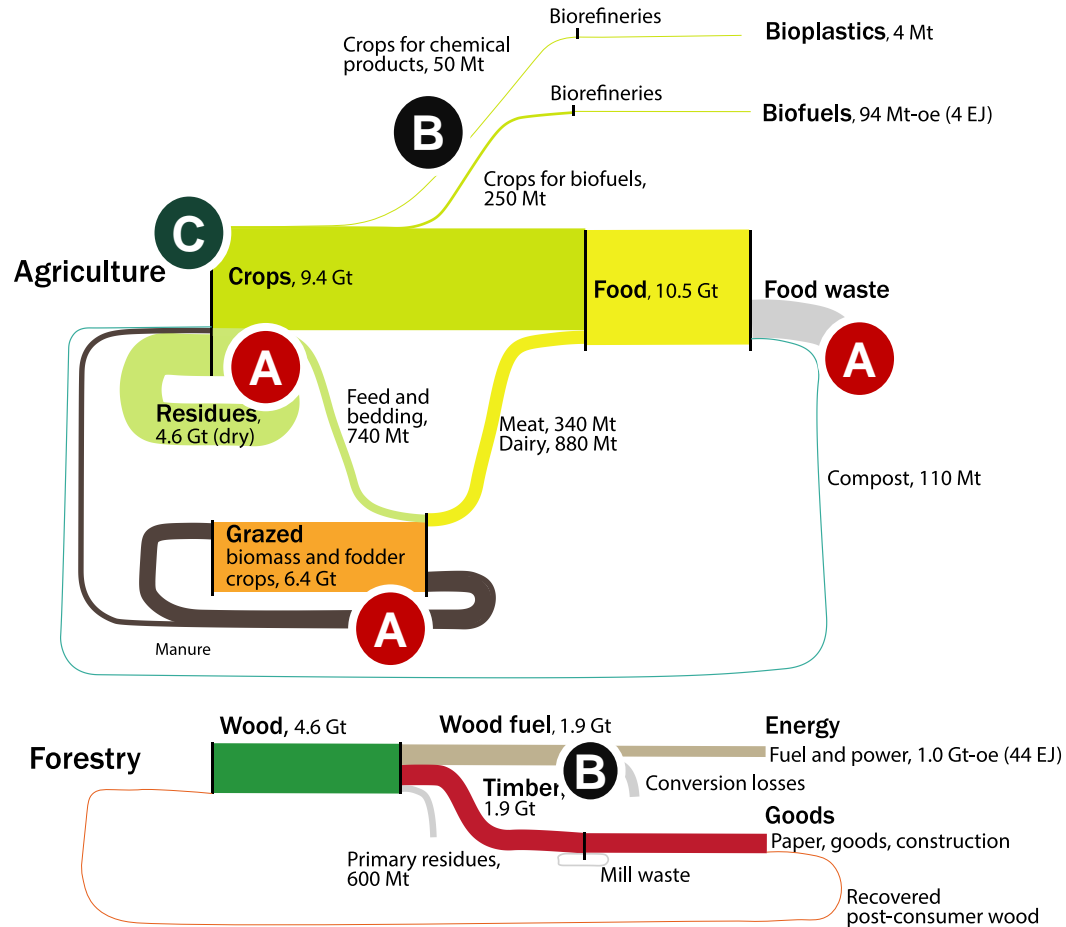 Biorefineries
Bioplastics, 4 Mt
Crops for chemical
products, 50 Mt
Biorefineries
Biofuels, 94 Mt-oe (4 EJ)
B
Crops for biofuels,
250 Mt
C
Agriculture
Crops, 9.4 Gt
Food, 10.5 Gt
Food waste
A
A
Residues,
4.6 Gt (dry)
Feed and
bedding,
740 Mt
Meat, 340 Mt
Dairy, 880 Mt
Compost, 110 Mt
Grazed
biomass and fodder
crops, 6.4 Gt
A
Manure
Wood, 4.6 Gt
Wood fuel, 1.9 Gt
Energy
Forestry
Fuel and power, 1.0 Gt-oe (44 EJ)
B
Conversion losses
Timber,
1.9 Gt
Goods
Paper, goods, construction
Primary residues,
600 Mt
Mill waste
Recovered
post-consumer wood